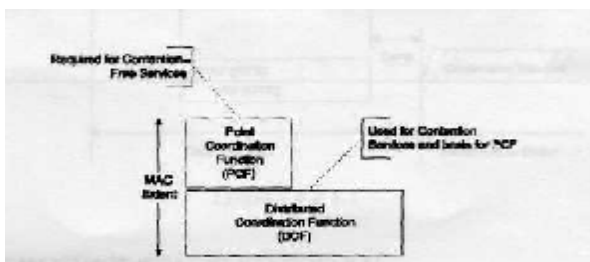 Required for Contention-
Free Services
Point
Coordination
Function
(PCF)
Used for Contention
Services and basis for PCF
MAC
Extent
Distributed
Coordination Function
(DCF)